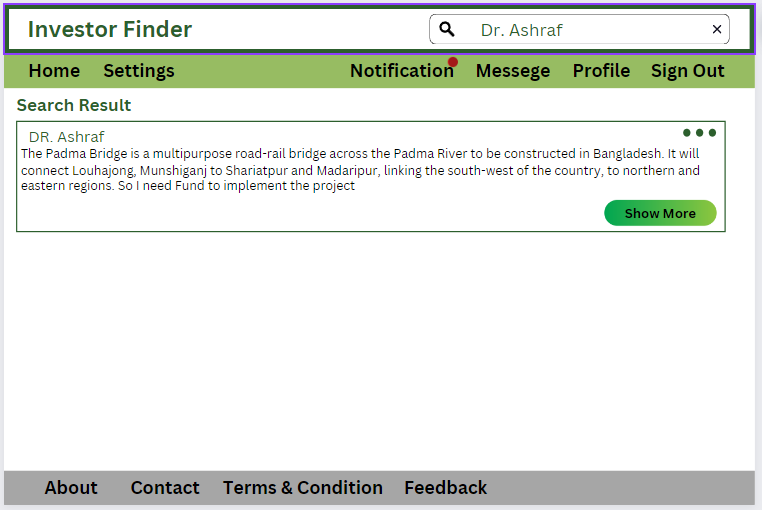 Investor Finder
Dr. Ashraf
Home Settings Notification Messege Profile Sign Out
Search Result
DR. Ashraf
The Padma Bridge is a multipurpose road-rail bridge across the Padma River to be constructed in Bangladesh. It will
connect Louhajong, Munshiganj to Shariatpur and Madaripur, linking the south-west of the country, to northern and
eastern regions. So I need Fund to implement the project
Show More
About Contact Terms & Condition Feedback